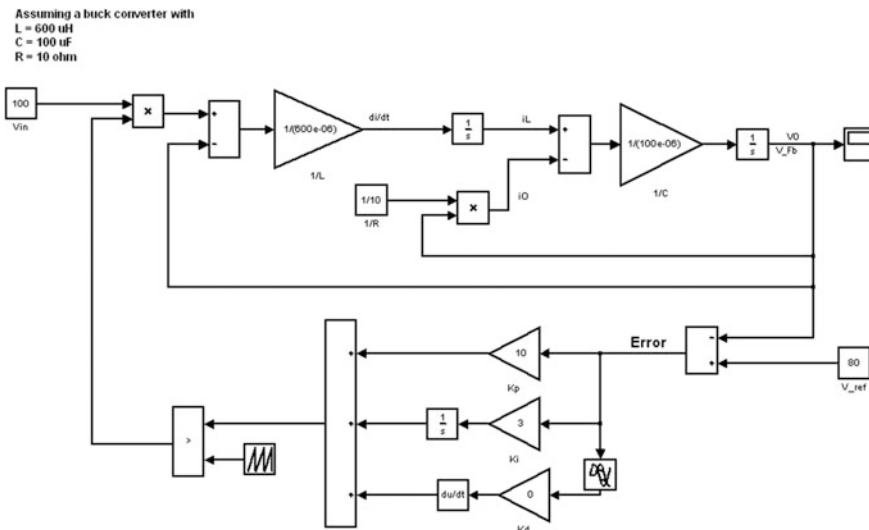 Assuming a buck converter with
L = 600 uH
C = 100 uF
R = 10 ohm
100
Vin
×
+
-
1/(600e-06)
1/L
di/dt
1
s
iL
+
-
1/(100e-06)
1/C
1
s
V0
V_Fb
1/10
1/R
×
iO
Error
-
+
80
V_ref
10
Kp
3
Ki
1
s
0
Kd
du/dt
+
+
+
>